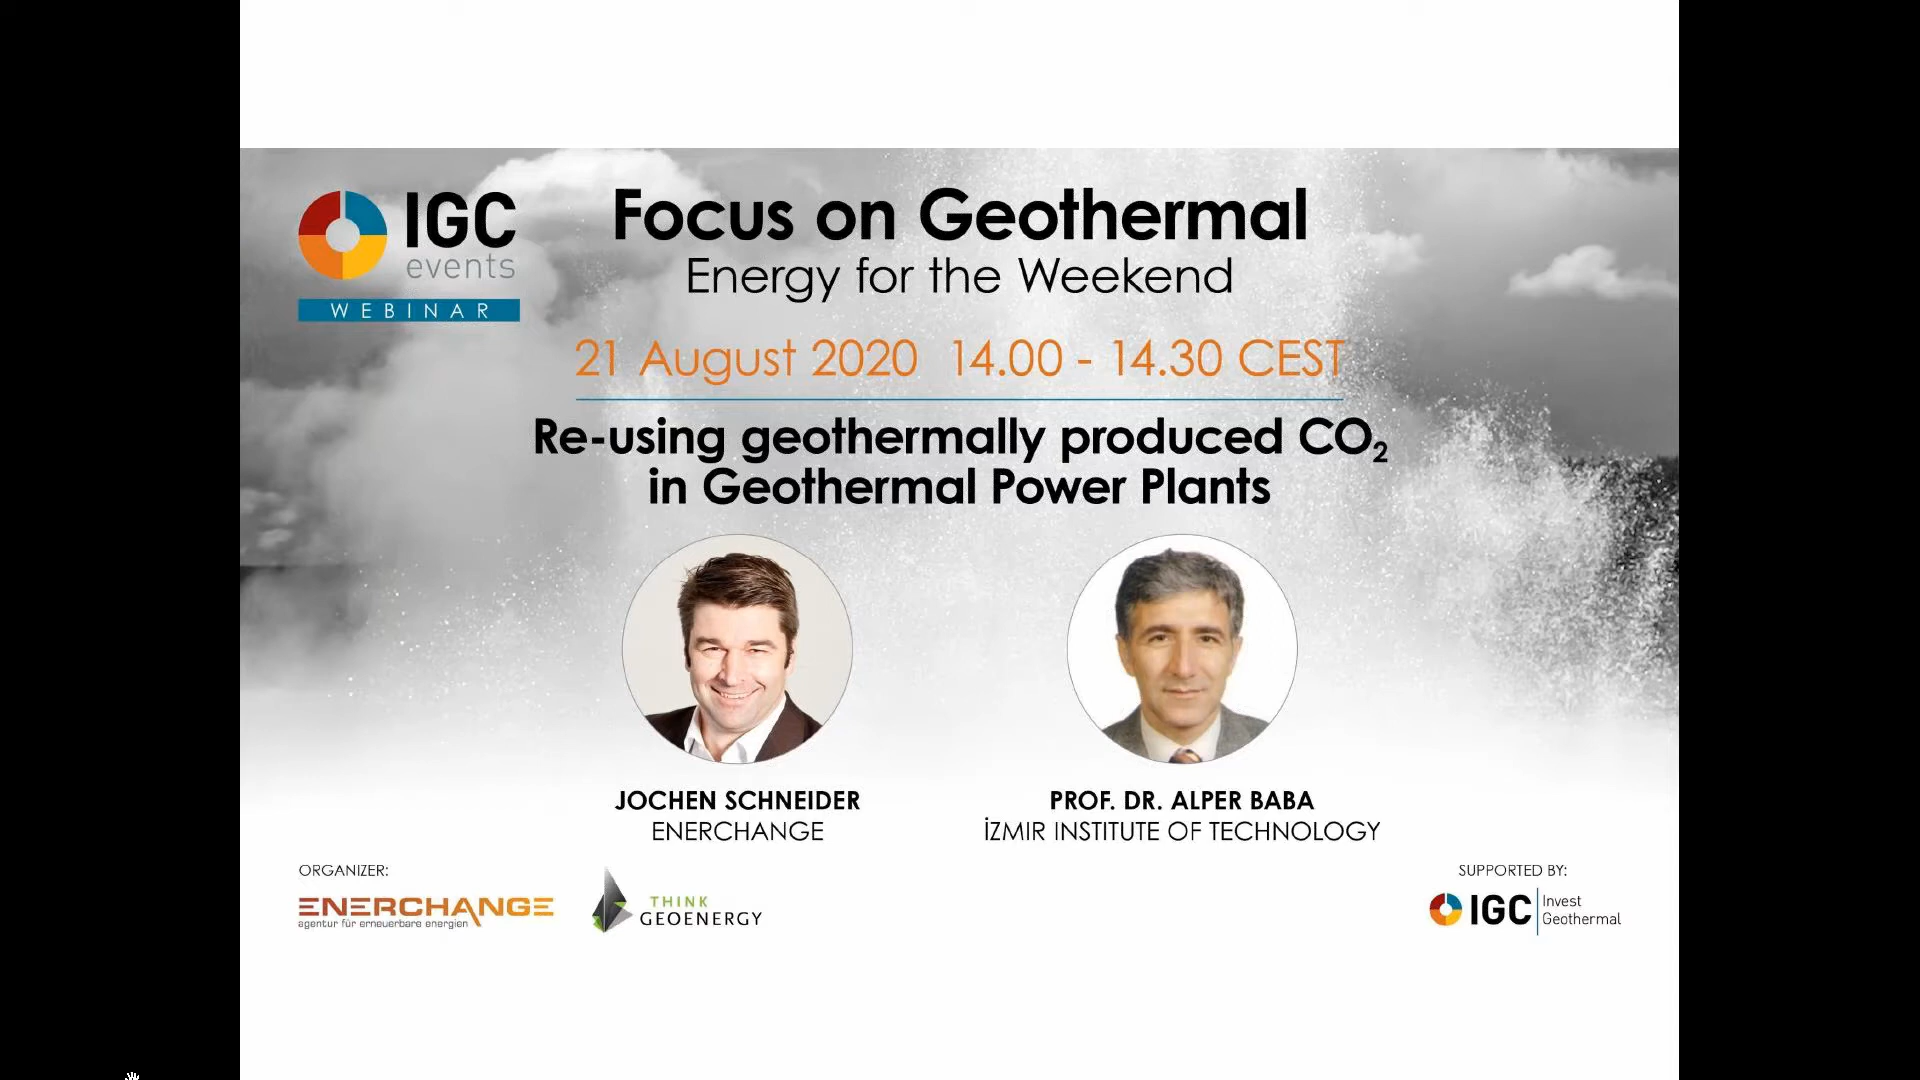 IGC
events
WEBINAR
Focus on Geothermal
Energy for the Weekend
21 August 2020 14.00 - 14.30 CEST
Re-using geothermally produced CO₂
in Geothermal Power Plants
JOCHEN SCHNEIDER
ENERCHANGE
PROF. DR. ALPER BABA
İZMIR INSTITUTE OF TECHNOLOGY
ORGANIZER:
ENERCHANGE
agentur für erneuerbare energien
THINK
GEOENERGY
SUPPORTED BY:
IGC
Invest
Geothermal